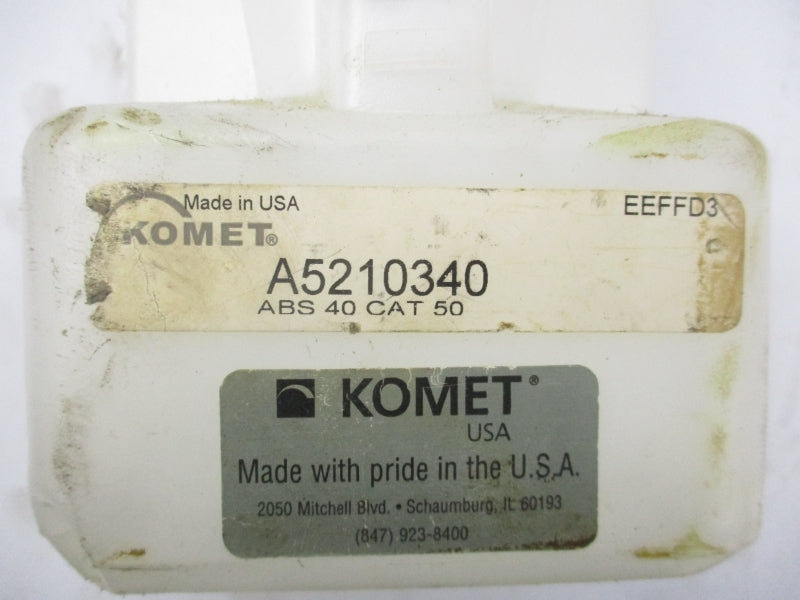 Made in USA
EEFFD3
KOMET®
A5210340
ABS 40 CAT 50
KOMET®
USA
Made with pride in the U.S.A.
2050 Mitchell Blvd. • Schaumburg, IL 60193
(847) 923-8400